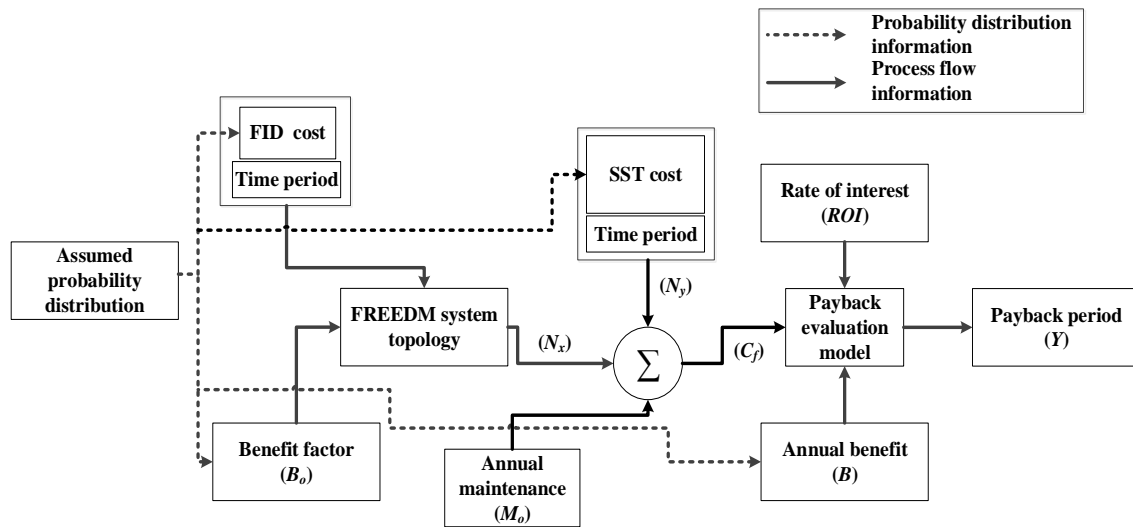 Probability distribution
information
Process flow
information
FID cost
Time period
SST cost
Time period
Rate of interest
(ROI)
Assumed
probability
distribution
FREEDM system
topology
(Nx)
(Ny)
∑
(Cf)
Payback
evaluation
model
Payback period
(Y)
Benefit factor
(Bo)
Annual
maintenance
(Mo)
Annual benefit
(B)